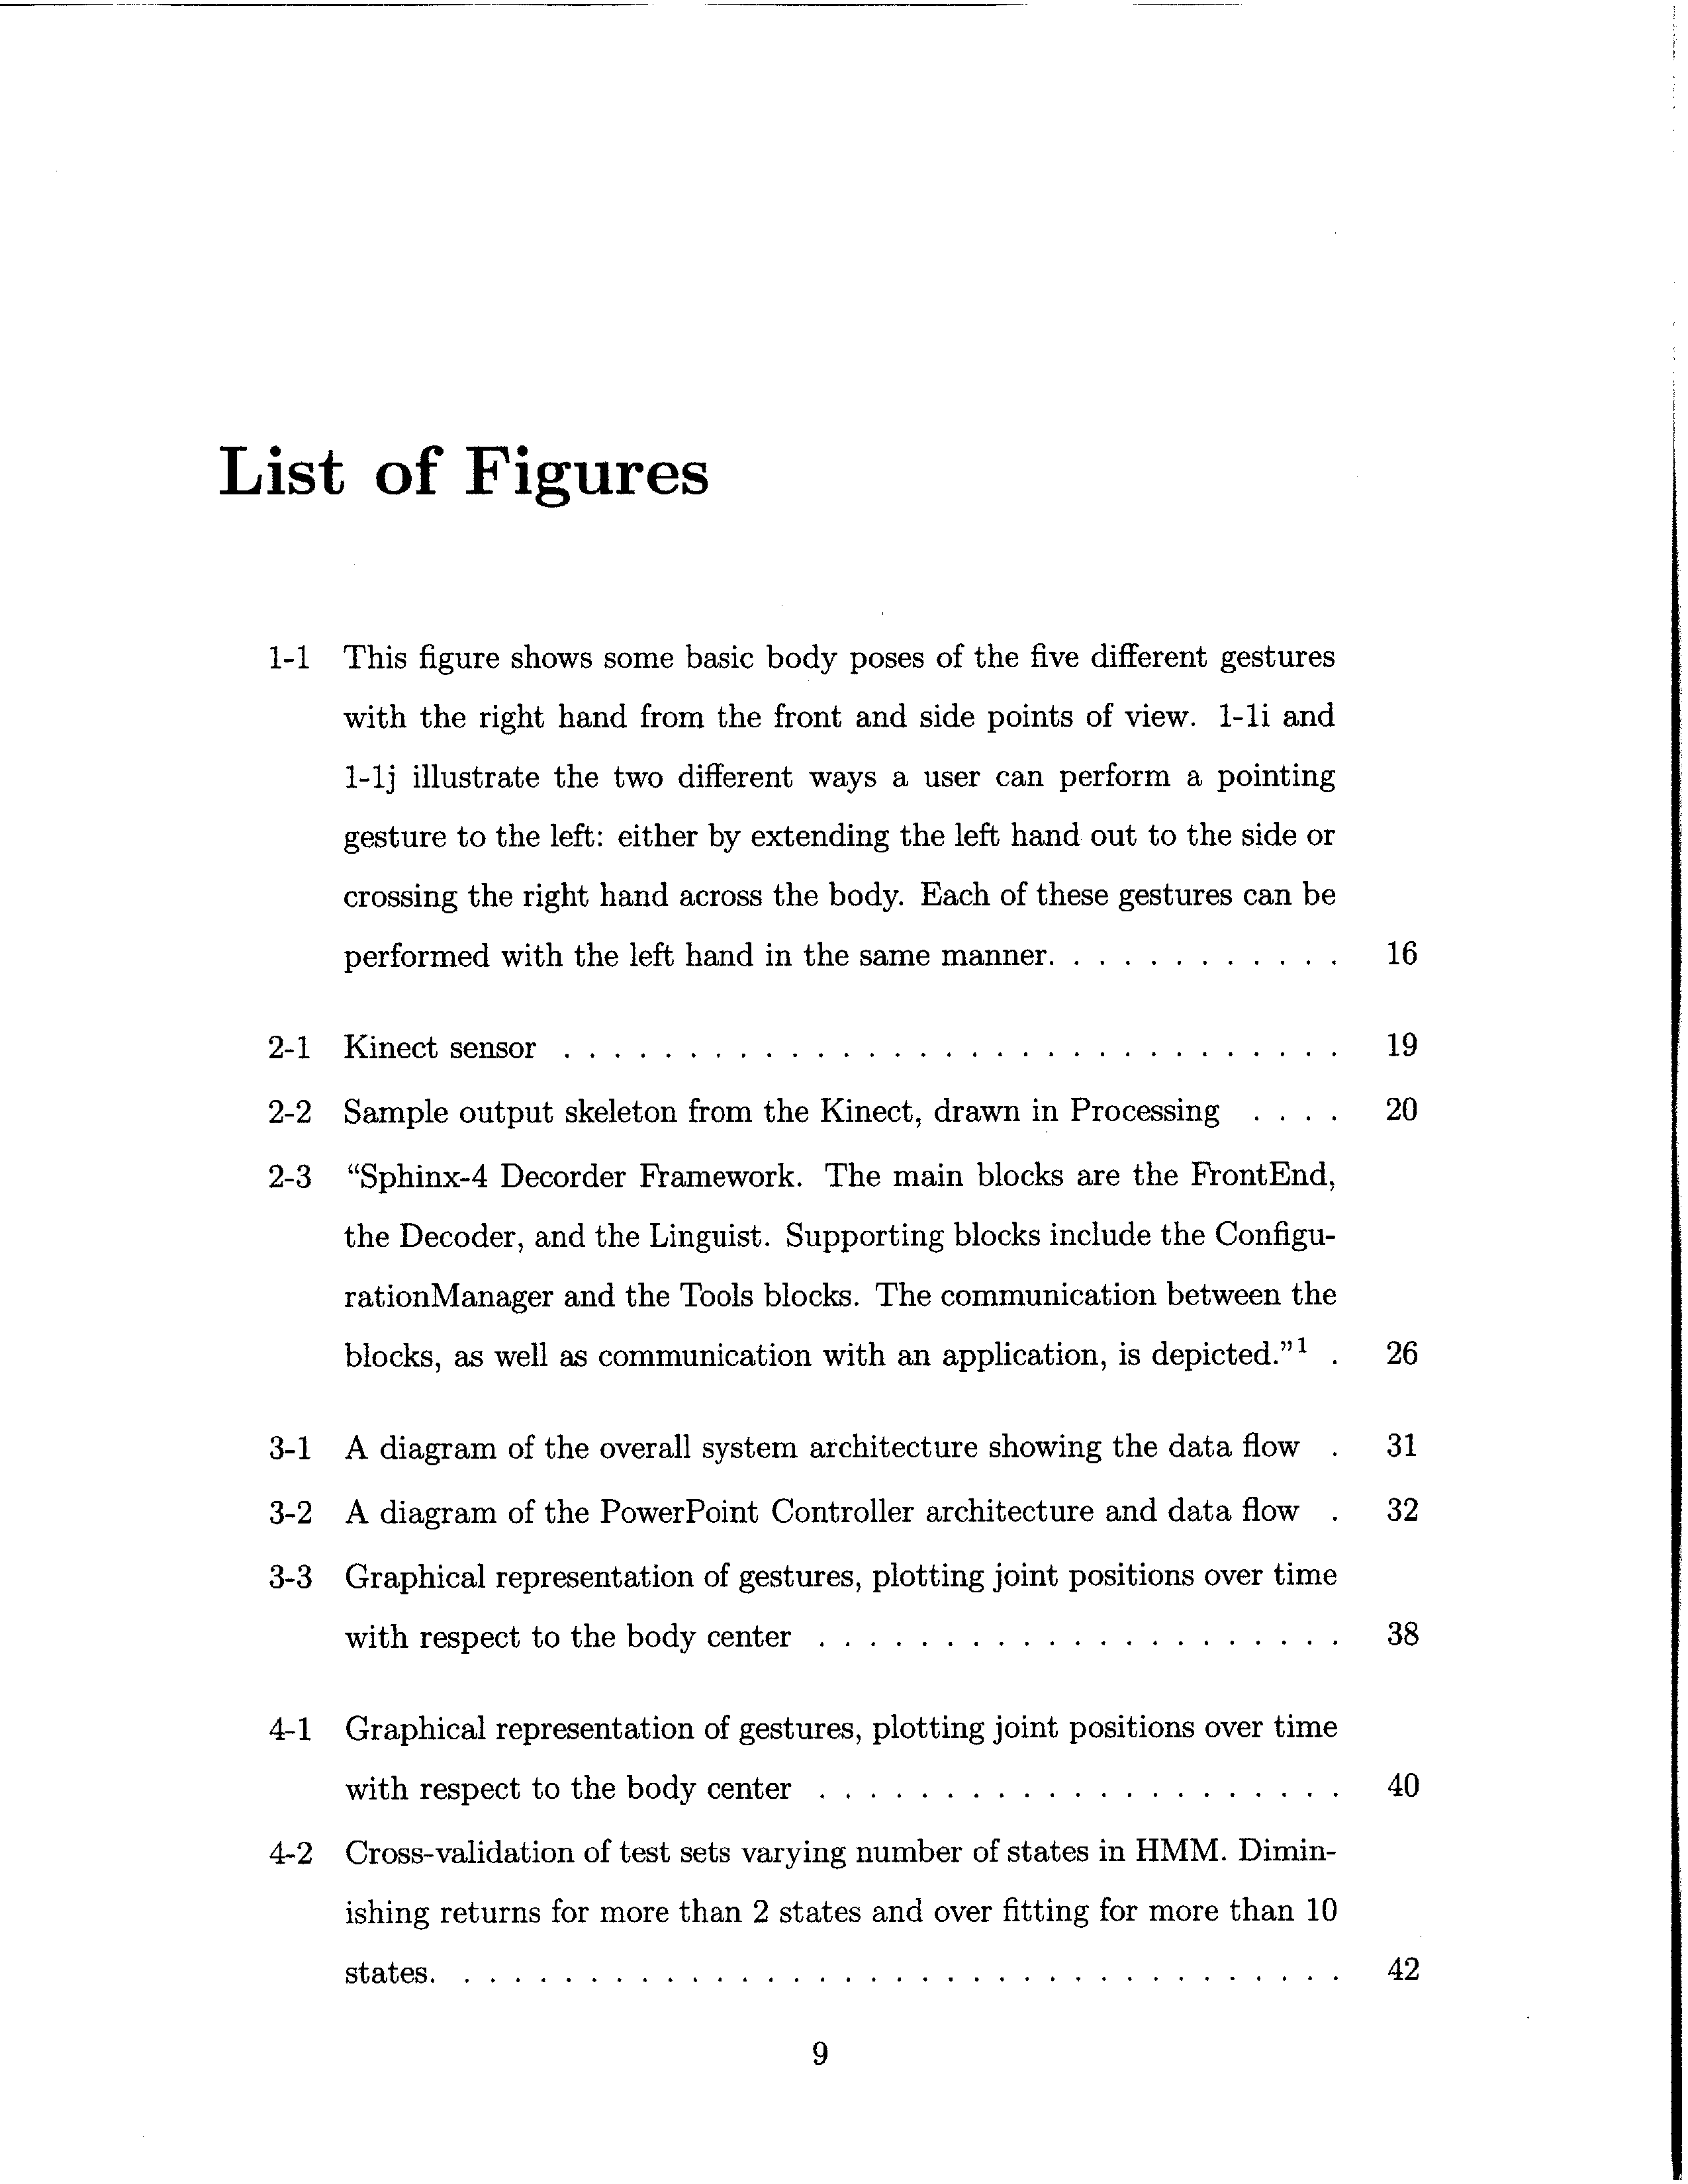 List of Figures
1-1 This figure shows some basic body poses of the five different gestures
with the right hand from the front and side points of view. 1-1i and
1-1j illustrate the two different ways a user can perform a pointing
gesture to the left: either by extending the left hand out to the side or
crossing the right hand across the body. Each of these gestures can be
performed with the left hand in the same manner. . . . . . . . . . . . 16
2-1 Kinect sensor . . . . . . . . . . . . . . . . . . . . . . . . . . . . . . . 19
2-2 Sample output skeleton from the Kinect, drawn in Processing . . . . 20
2-3 “Sphinx-4 Decorder Framework. The main blocks are the FrontEnd,
the Decoder, and the Linguist. Supporting blocks include the Configu-
rationManager and the Tools blocks. The communication between the
blocks, as well as communication with an application, is depicted.”¹ . 26
3-1 A diagram of the overall system architecture showing the data flow . 31
3-2 A diagram of the PowerPoint Controller architecture and data flow . 32
3-3 Graphical representation of gestures, plotting joint positions over time
with respect to the body center . . . . . . . . . . . . . . . . . . . . . 38
4-1 Graphical representation of gestures, plotting joint positions over time
with respect to the body center . . . . . . . . . . . . . . . . . . . . . 40
4-2 Cross-validation of test sets varying number of states in HMM. Dimin-
ishing returns for more than 2 states and over fitting for more than 10
states. . . . . . . . . . . . . . . . . . . . . . . . . . . . . . . . . . . . 42
9